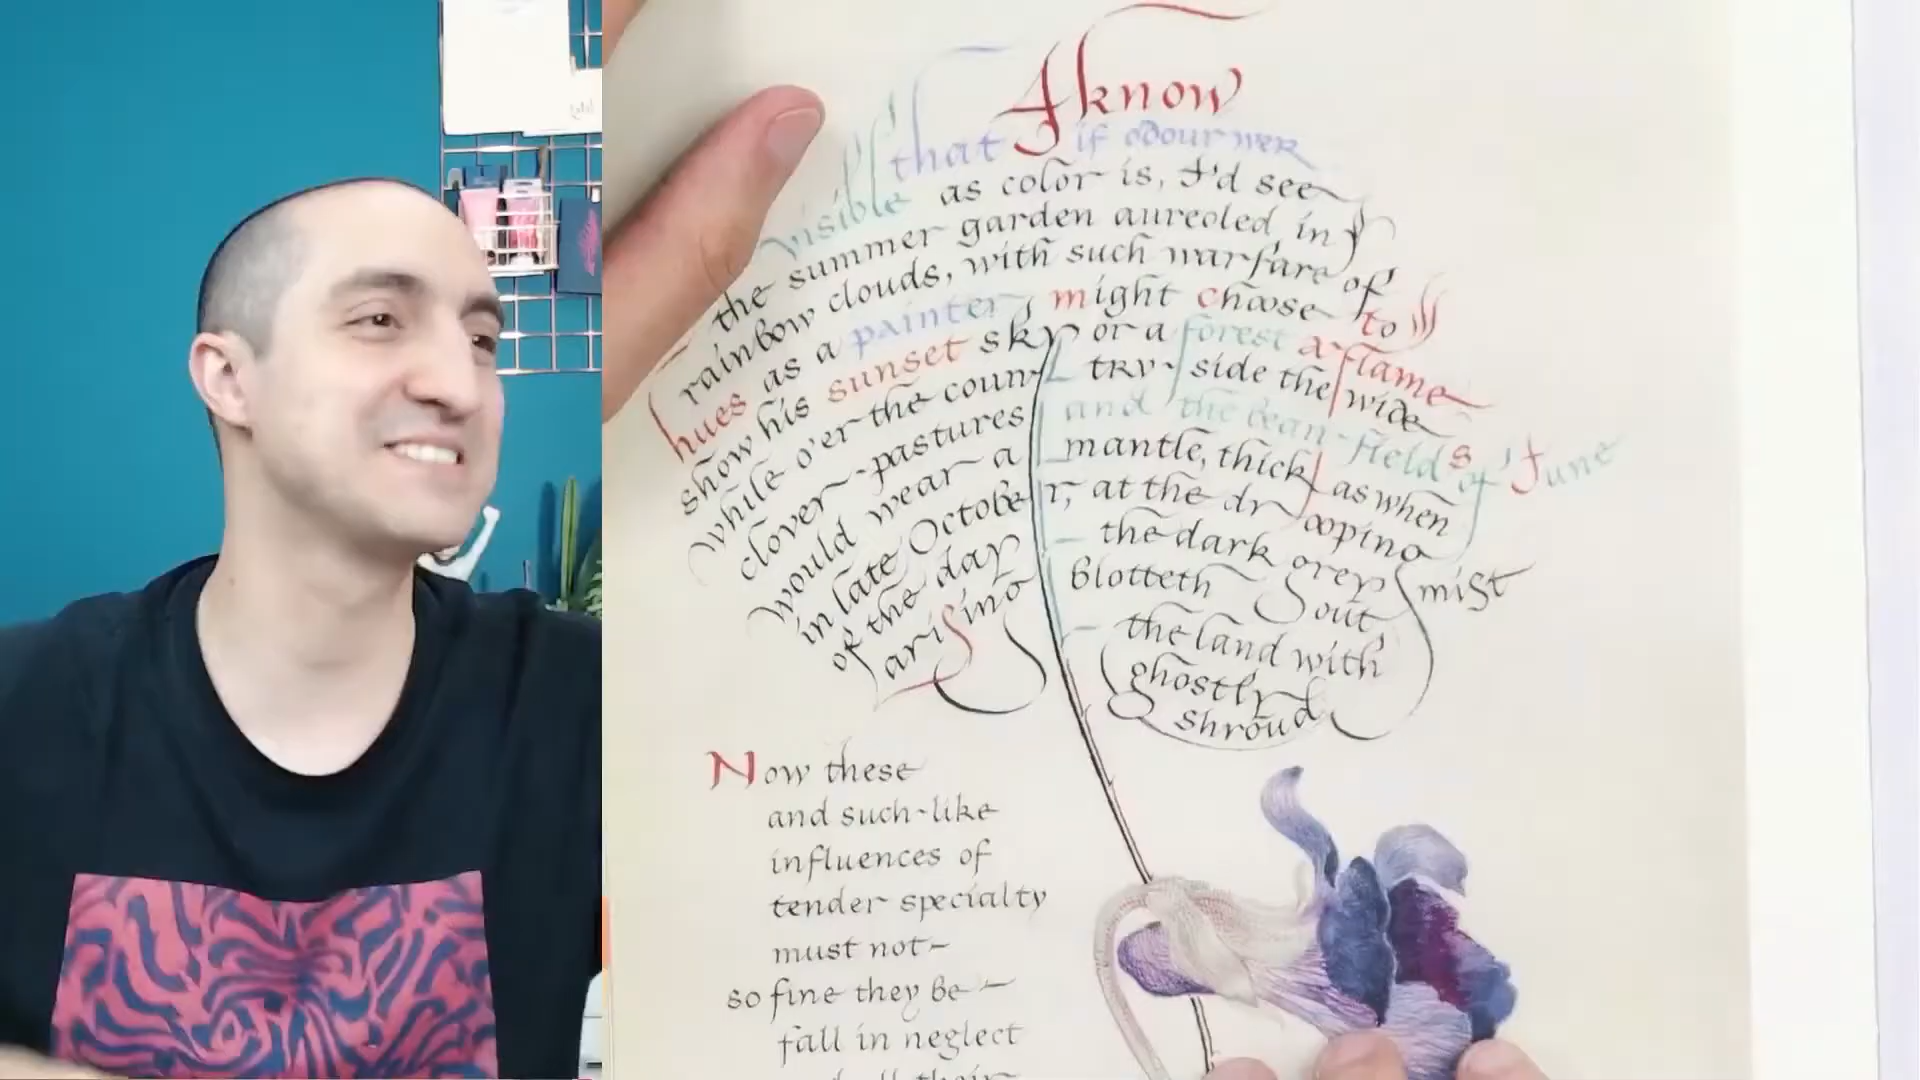 I know
that if odour wer
visible as color is, I'd see
the summer garden aureoled in
rainbow clouds, with such warfare of
hues as a painter might choose to
show his sunset sky or a forest a-flame
while o'er the coun try-side the wide
clover-pastures and the bean-fields of June
would wear a mantle, thick as when
in late October, at the drooping
of the day the dark grey mist
arising blotteth out
the land with
ghostly
shroud
Now these
and such-like
influences of
tender specialty
must not-
so fine they be-
fall in neglect